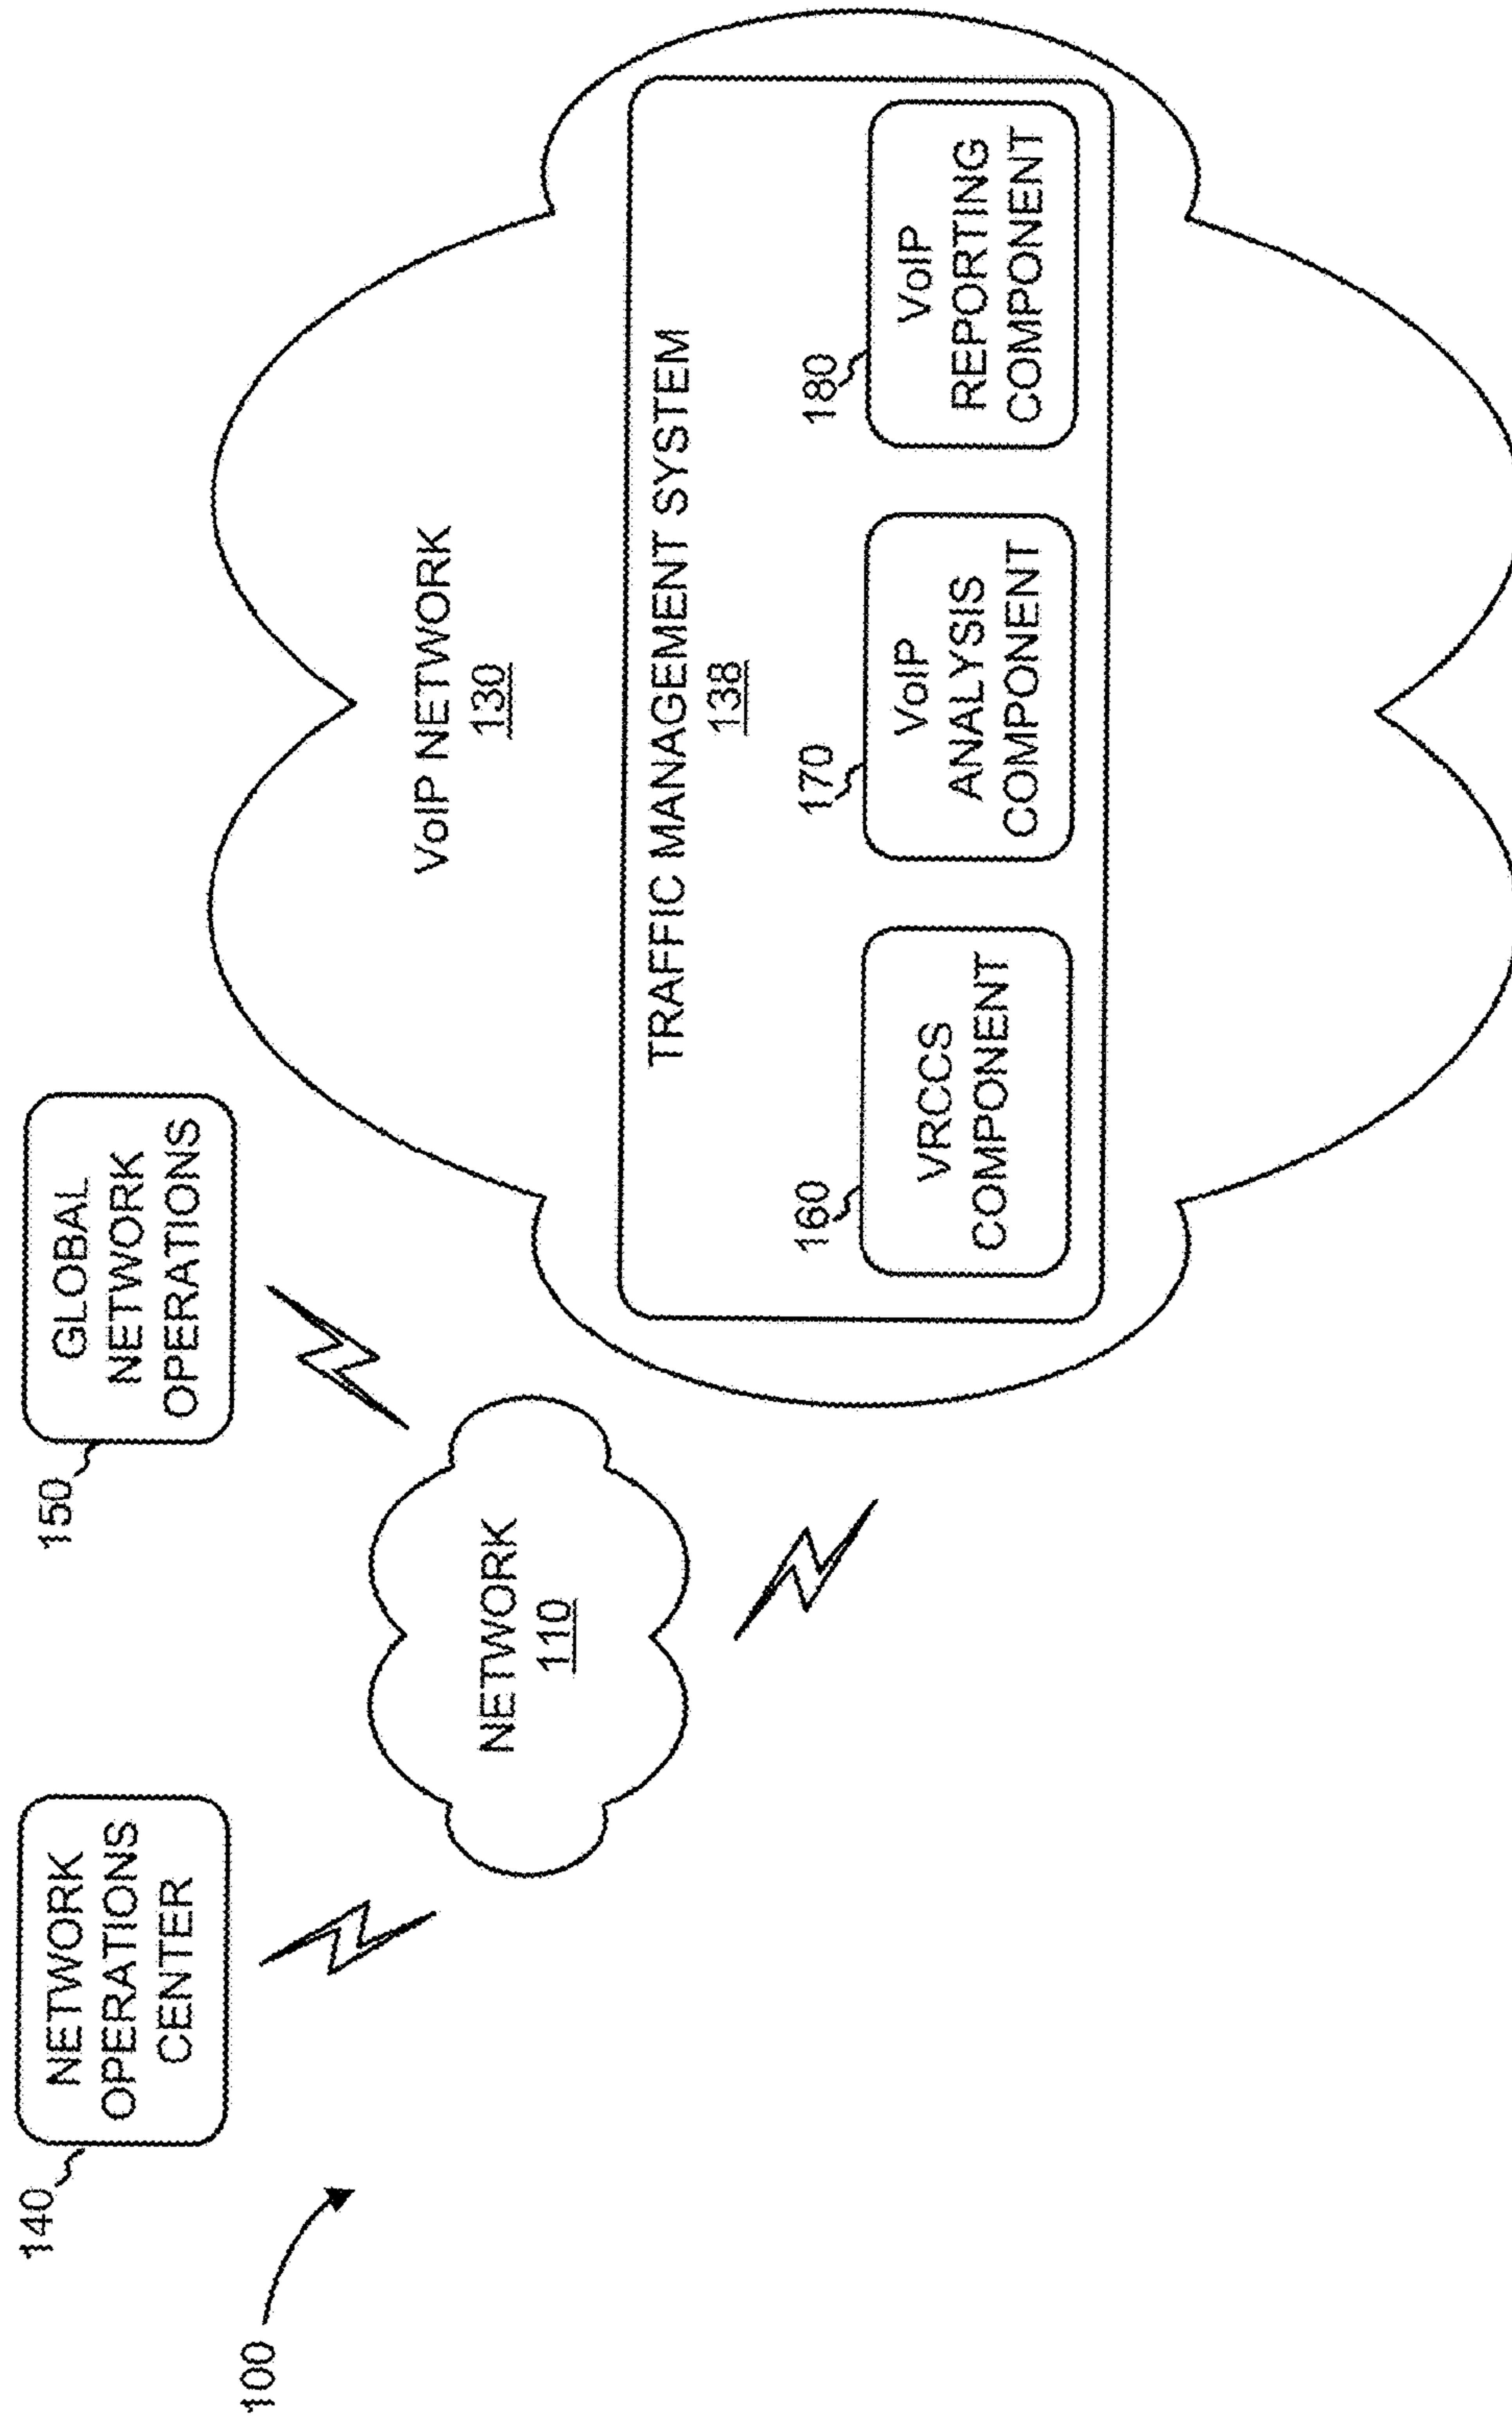 100
140
NETWORK
OPERATIONS
CENTER
150
GLOBAL
NETWORK
OPERATIONS
NETWORK
110
VoIP NETWORK
130
TRAFFIC MANAGEMENT SYSTEM
138
160
VRCCS
COMPONENT
170
VoIP
ANALYSIS
COMPONENT
180
VoIP
REPORTING
COMPONENT